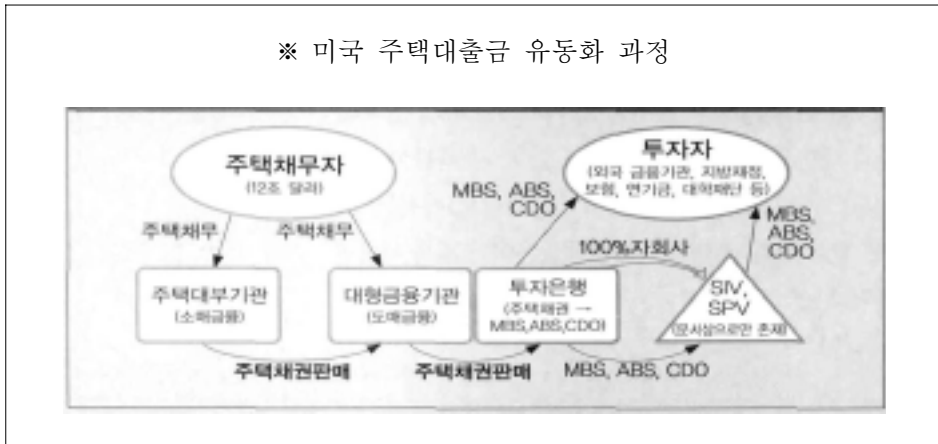 ※ 미국 주택대출금 유동화 과정
주택채무자
(12조 달러)
투자자
(외국 금융기관, 지방재정,
보험, 연기금, 대학재단 등)
MBS, ABS,
CDO
MBS,
ABS,
CDO
주택채무
주택채무
100%자회사
주택대부기관
(소매금융)
대형금융기관
(도매금융)
투자은행
(주택채권 →
MBS,ABS,CDO)
SIV,
SPV
(문서상으로만 존재)
주택채권판매
주택채권판매
MBS, ABS, CDO